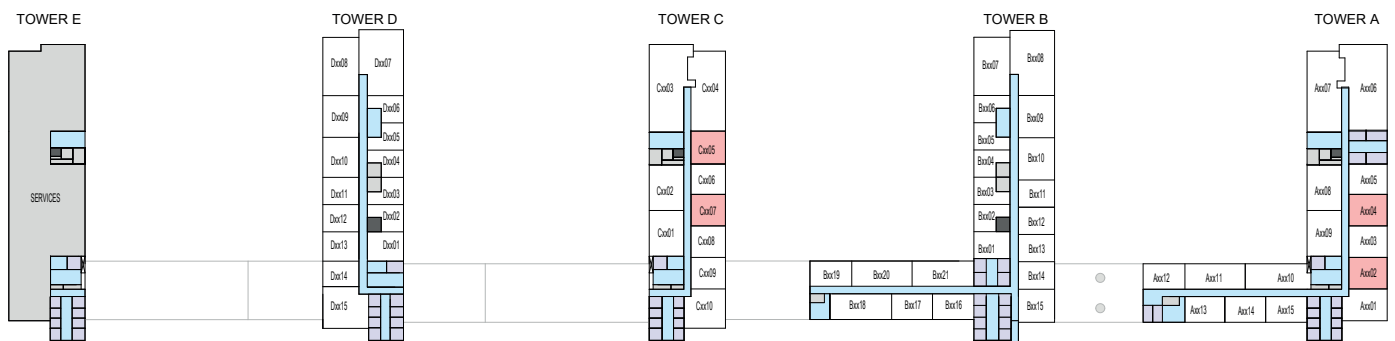 TOWER E
TOWER D
TOWER C
TOWER B
TOWER A
SERVICES
Dxx08
Dxx07
Dxx09
Dxx06
Dxx05
Dxx10
Dxx04
Dxx11
Dxx03
Dxx12
Dxx02
Dxx13
Dxx01
Dxx14
Dxx15
Cxx03
Cxx04
Cxx05
Cxx02
Cxx06
Cxx07
Cxx01
Cxx08
Cxx09
Cxx10
Bxx07
Bxx08
Bxx06
Bxx09
Bxx05
Bxx10
Bxx04
Bxx03
Bxx11
Bxx02
Bxx12
Bxx01
Bxx13
Bxx19
Bxx20
Bxx21
Bxx14
Bxx18
Bxx17
Bxx16
Bxx15
Axx07
Axx06
Axx08
Axx05
Axx04
Axx09
Axx03
Axx12
Axx11
Axx10
Axx02
Axx13
Axx14
Axx15
Axx01